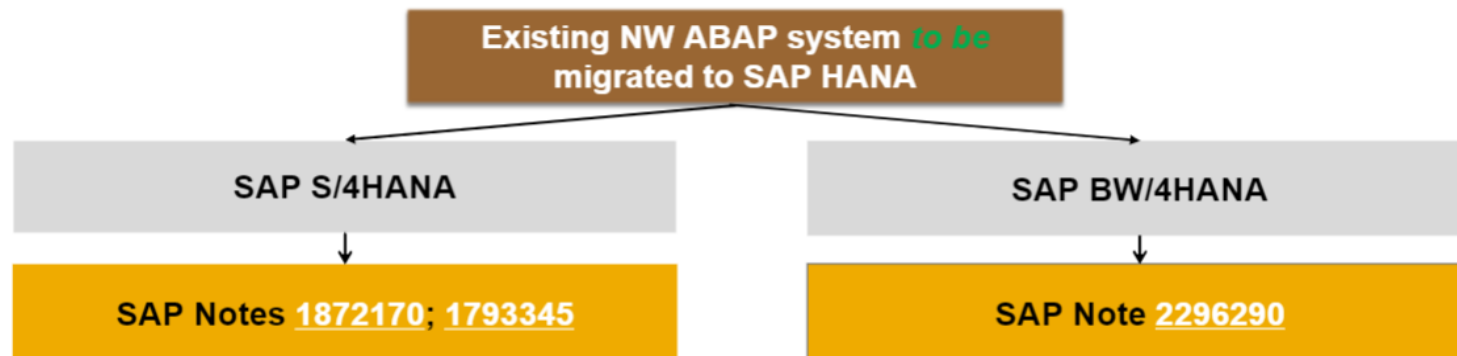 Existing NW ABAP system to be
migrated to SAP HANA
SAP S/4HANA
SAP BW/4HANA
SAP Notes 1872170; 1793345
SAP Note 2296290